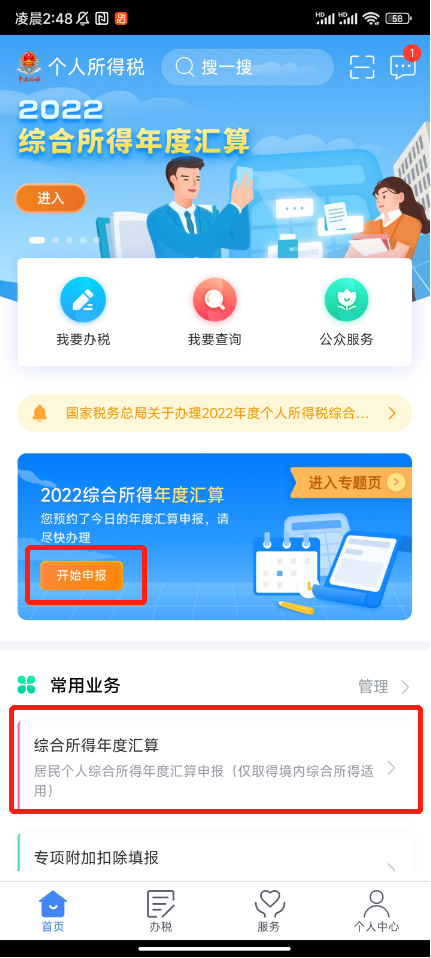 凌晨2:48
HD
HD
58
个人所得税
搜一搜
1
2022
综合所得年度汇算
进入
我要办税
我要查询
公众服务
国家税务总局关于办理2022年度个人所得税综合...
进入专题页
2022综合所得年度汇算
您预约了今日的年度汇算申报，请
尽快办理
开始申报
常用业务
管理
综合所得年度汇算
居民个人综合所得年度汇算申报（仅取得境内综合所得适
用）
专项附加扣除填报
首页
办税
服务
个人中心